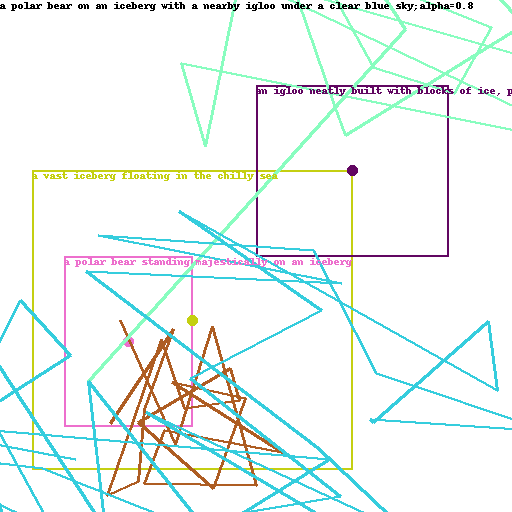 a polar bear on an iceberg with a nearby igloo under a clear blue sky;alpha=0.8
an igloo neatly built with blocks of ice, p
a vast iceberg floating in the chilly sea
a polar bear standing majestically on an iceberg